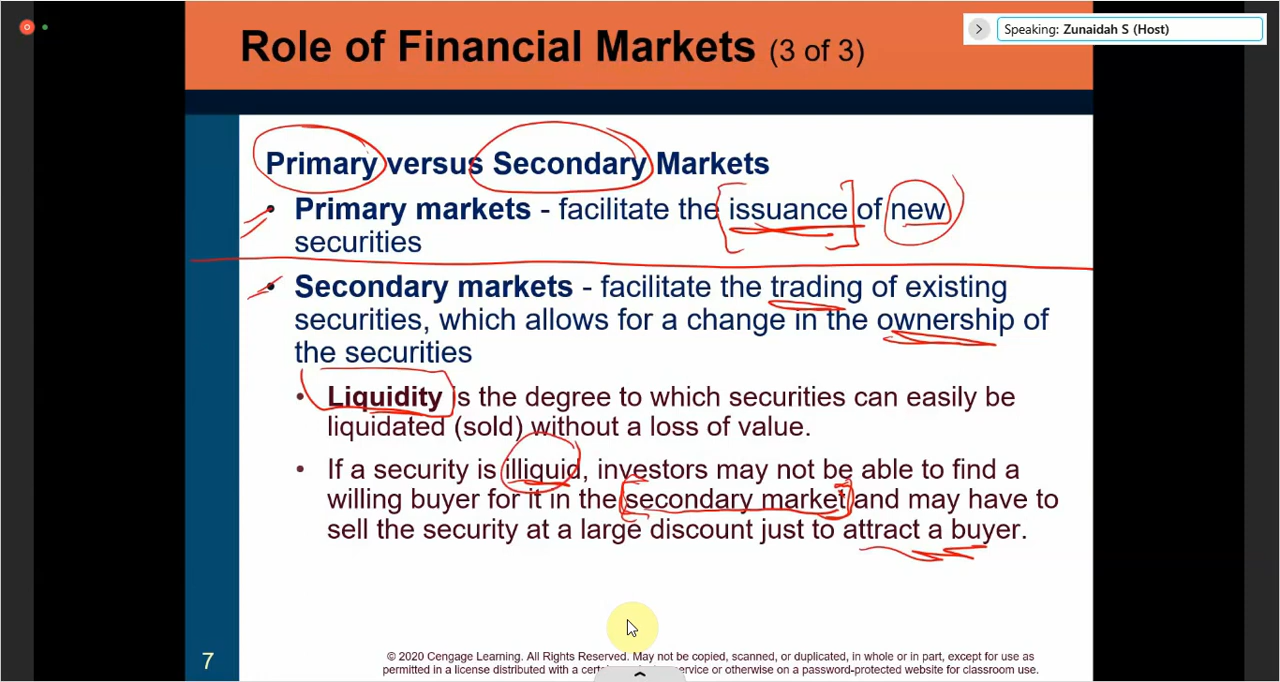 Speaking: Zunaidah S (Host)
Role of Financial Markets (3 of 3)
Primary versus Secondary Markets
• Primary markets - facilitate the issuance of new
securities
• Secondary markets - facilitate the trading of existing
securities, which allows for a change in the ownership of
the securities
• Liquidity is the degree to which securities can easily be
liquidated (sold) without a loss of value.
• If a security is illiquid, investors may not be able to find a
willing buyer for it in the secondary market and may have to
sell the security at a large discount just to attract a buyer.
7
© 2020 Cengage Learning. All Rights Reserved. May not be copied, scanned, or duplicated, in whole or in part, except for use as
permitted in a license distributed with a service or otherwise on a password-protected website for classroom use.